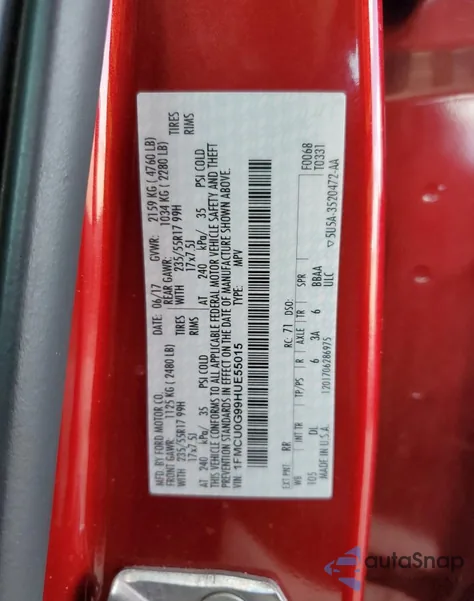 MFD. BY FORD MOTOR CO.
DATE: 06/17
GVWR: 2159 KG ( 4760 LB)
FRONT GAWR: 1125 KG ( 2480 LB)
REAR GAWR: 1034 KG ( 2280 LB)
WITH 235/55R17 99H TIRES
WITH 235/55R17 99H TIRES
17x7.5J RIMS
17x7.5J RIMS
AT 240 kPa/ 35 PSI COLD
AT 240 kPa/ 35 PSI COLD
THIS VEHICLE CONFORMS TO ALL APPLICABLE FEDERAL MOTOR VEHICLE SAFETY AND THEFT
PREVENTION STANDARDS IN EFFECT ON THE DATE OF MANUFACTURE SHOWN ABOVE.
VIN: 1FMCU0G99HUE55015
TYPE: MPV
F0068
T0331
EXT PNT: RR RC: 71 DSO:
WB INT TR TP/PS R AXLE TR SPR
105 DL 6 3A 6 BBAA
1201706286975 ULC
MADE IN U.S.A. 5U5A-3520472-AA
autoSnap